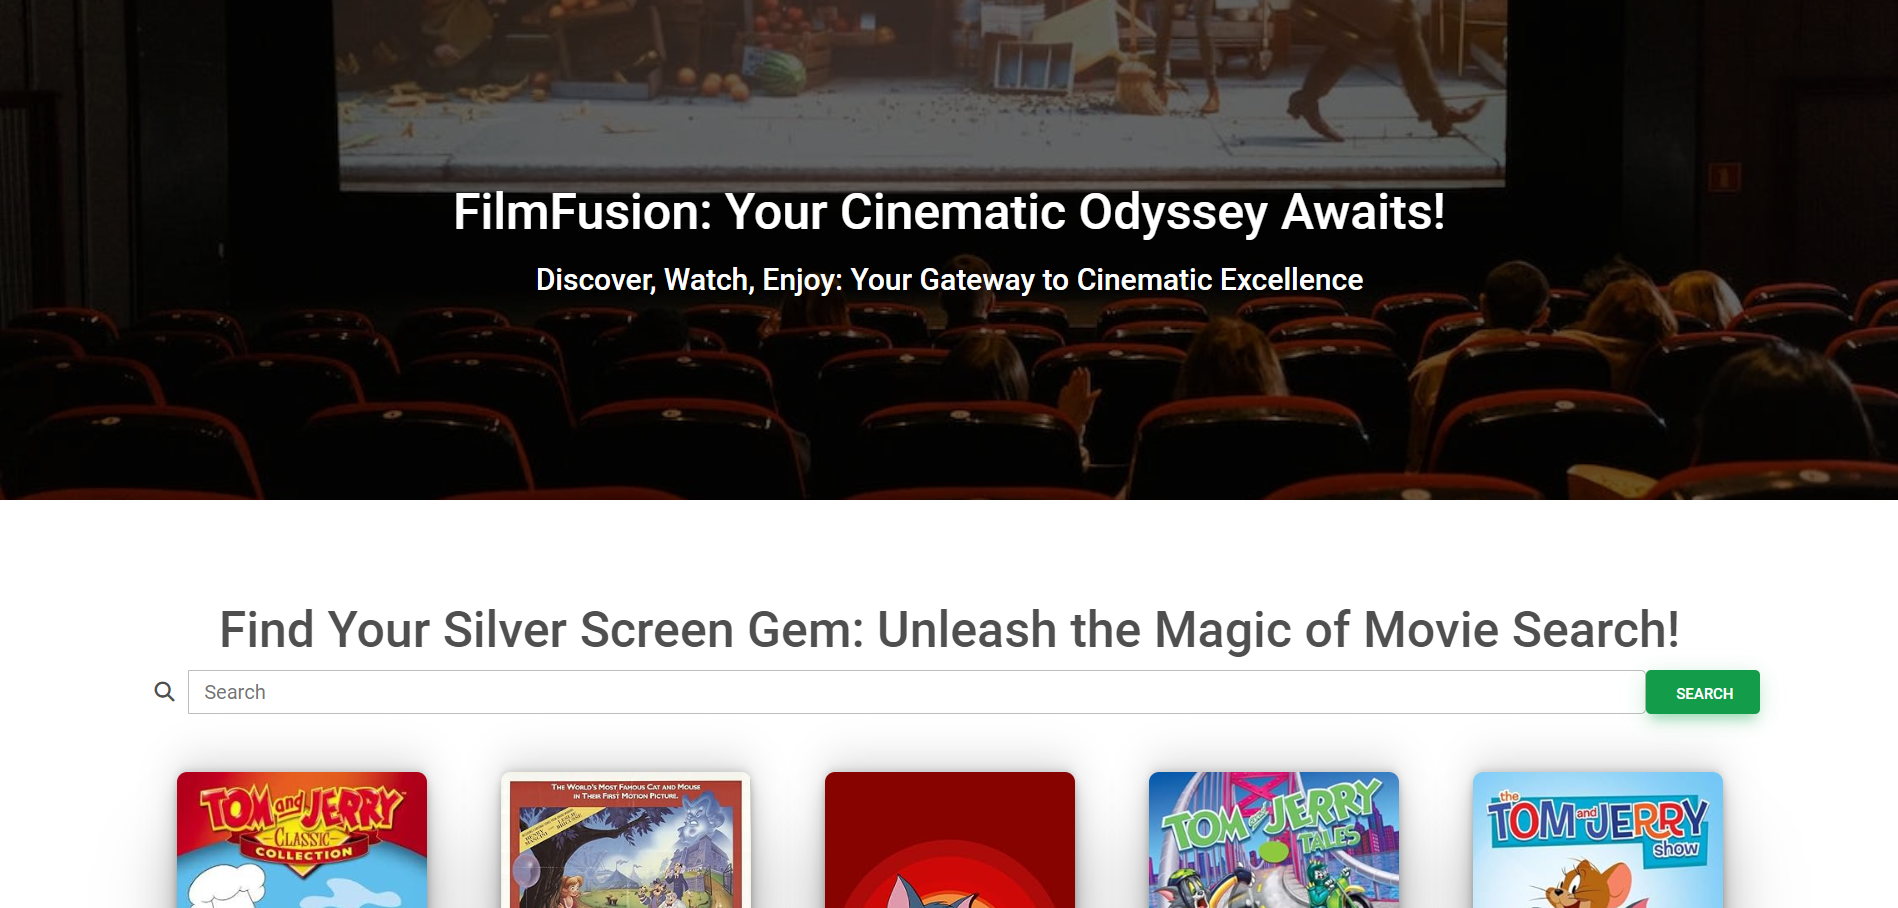 FilmFusion: Your Cinematic Odyssey Awaits!
Discover, Watch, Enjoy: Your Gateway to Cinematic Excellence
Find Your Silver Screen Gem: Unleash the Magic of Movie Search!
Search
SEARCH
TOM and JERRY
CLASSIC
COLLECTION
THE WORLD'S MOST FAMOUS CAT AND MOUSE
IN THEIR FIRST MOTION PICTURE.
TOM and JERRY
TALES
the
TOM and JERRY
show